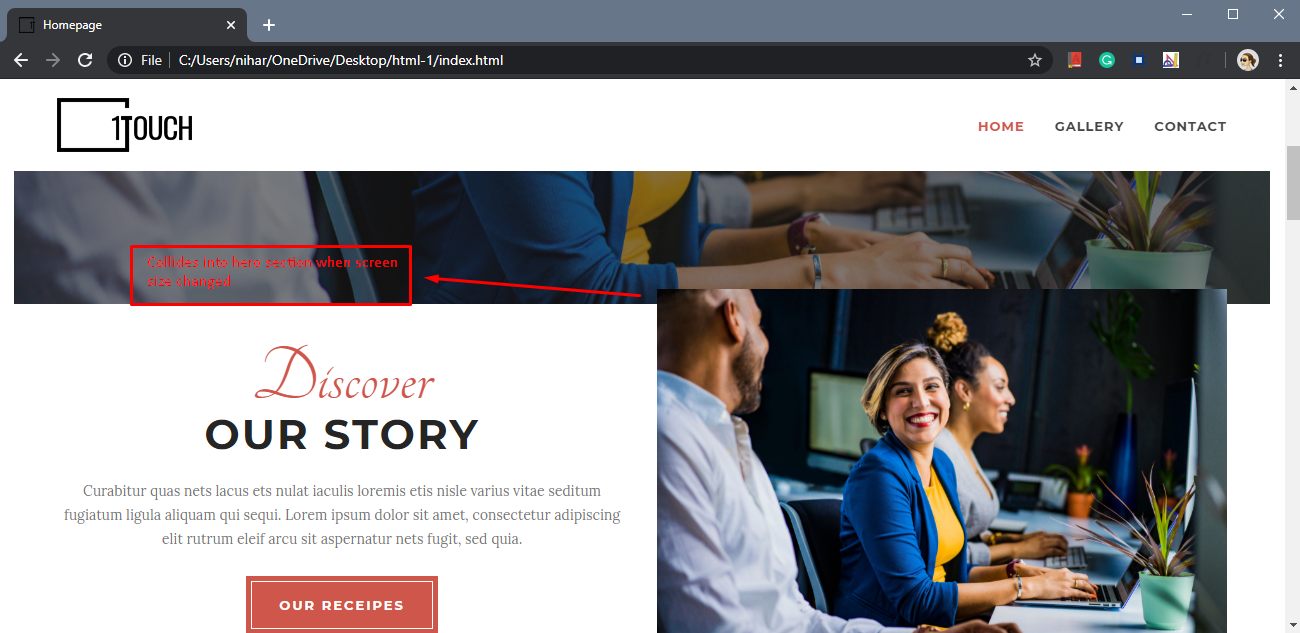 Homepage
File
C:/Users/nihar/OneDrive/Desktop/html-1/index.html
1TOUCH
HOME GALLERY CONTACT
Collides into hero section when screen
size changed
Discover
OUR STORY
Curabitur quas nets lacus ets nulat iaculis loremis etis nisle varius vitae seditum
fugiatum ligula aliquam qui sequi. Lorem ipsum dolor sit amet, consectetur adipiscing
elit rutrum eleif arcu sit aspernatur nets fugit, sed quia.
OUR RECEIPES